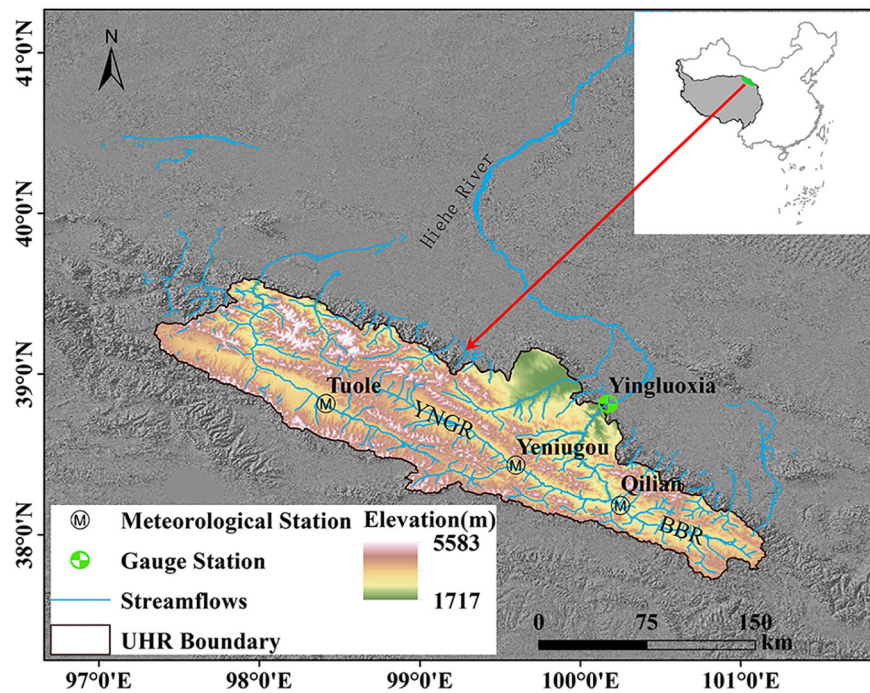 N
41°0'N
40°0'N
39°0'N
38°0'N
Hiehe River
Yingluoxia
Tuole
M
YNGR
Yeniugou
M
Qilian
M
BBR
M Meteorological Station
Gauge Station
Streamflows
UHR Boundary
Elevation(m)
5583
1717
0 75 150
km
97°0'E 98°0'E 99°0'E 100°0'E 101°0'E